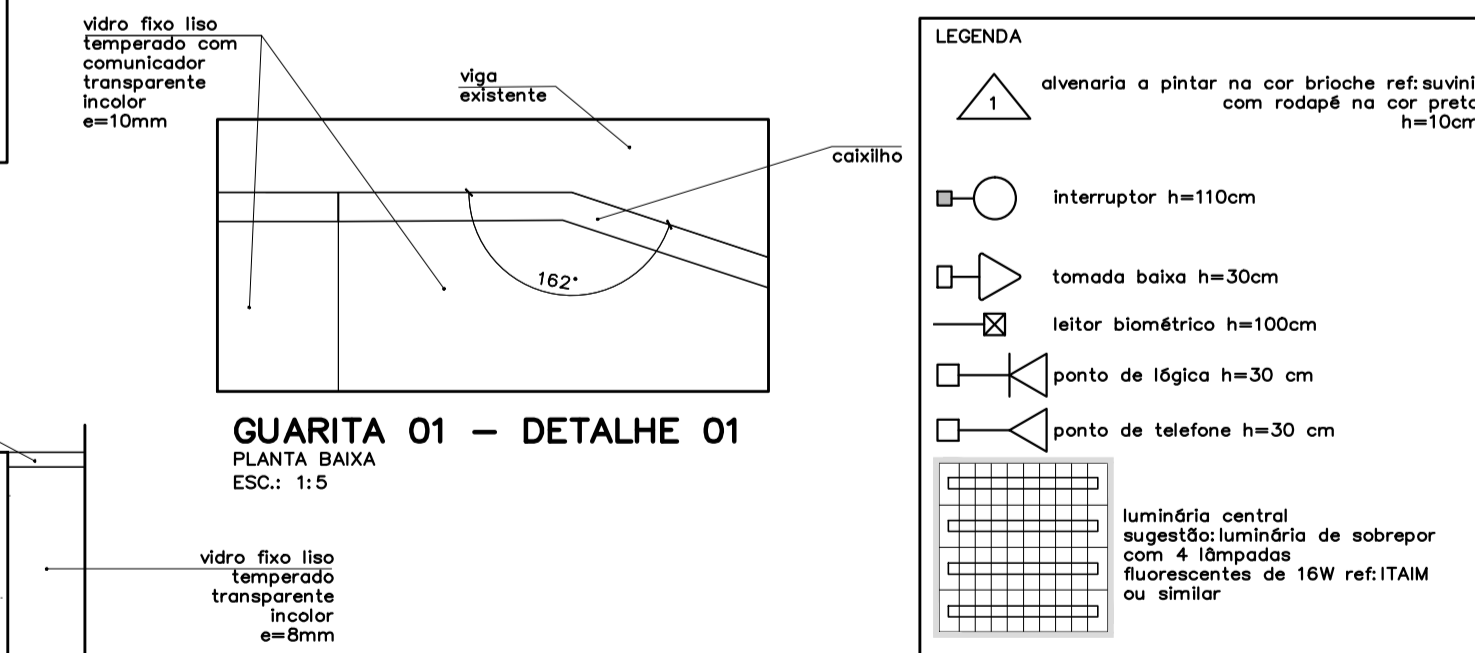 vidro fixo liso
temperado com
comunicador
transparente
incolor
e=10mm
viga
existente
caixilho
162°
GUARITA 01 – DETALHE 01
PLANTA BAIXA
ESC.: 1:5
vidro fixo liso
temperado
transparente
incolor
e=8mm
LEGENDA
1
alvenaria a pintar na cor brioche ref:suvini
com rodapé na cor preta
h=10cm
interruptor h=110cm
tomada baixa h=30cm
leitor biométrico h=100cm
ponto de lógica h=30 cm
ponto de telefone h=30 cm
luminária central
sugestão:luminária de sobrepor
com 4 lâmpadas
fluorescentes de 16W ref:ITAIM
ou similar